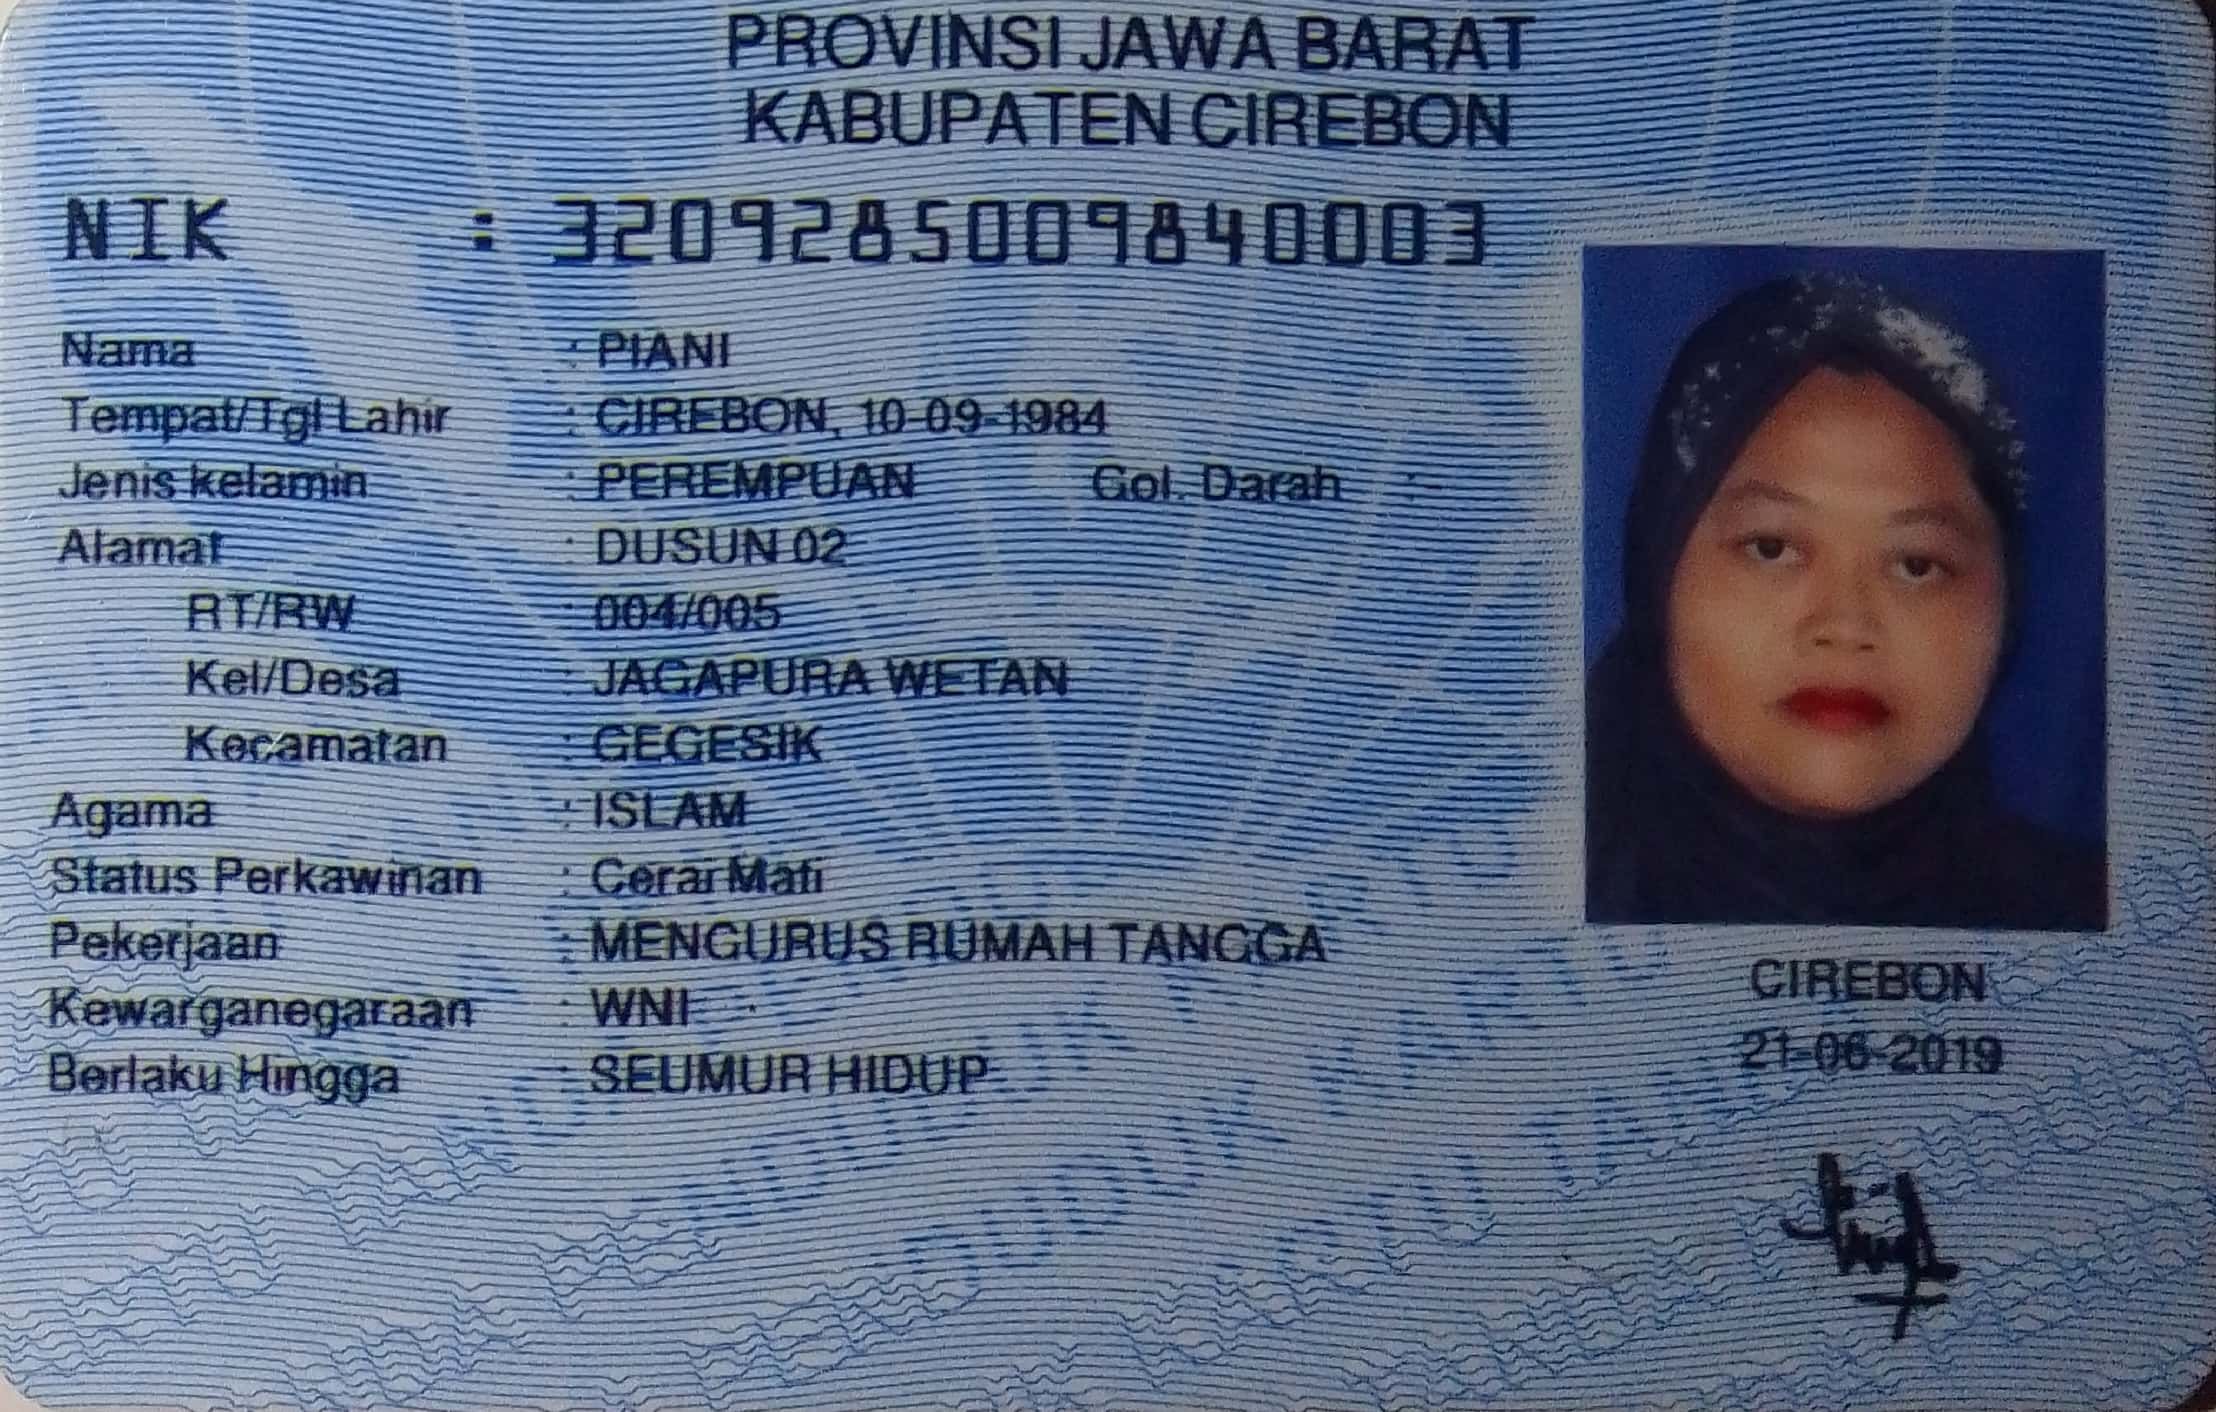 PROVINSI JAWA BARAT
KABUPATEN CIREBON
NIK : 3209285009840003
Nama : PIANI
Tempat/Tgl Lahir : CIREBON, 10-09-1984
Jenis kelamin : PEREMPUAN Gol. Darah : -
Alamat : DUSUN 02
RT/RW : 004/005
Kel/Desa : JAGAPURA WETAN
Kecamatan : GEGESIK
Agama : ISLAM
Status Perkawinan : Cerai Mati
Pekerjaan : MENGURUS RUMAH TANGGA
Kewarganegaraan : WNI
Berlaku Hingga : SEUMUR HIDUP
CIREBON
21-06-2019